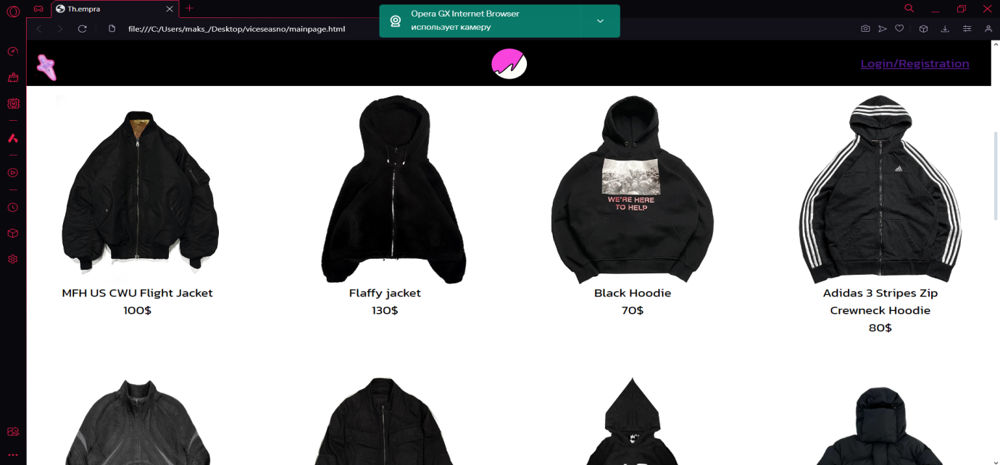 Th.empra
file:///C:/Users/maks_/Desktop/viceseasno/mainpage.html
Opera GX Internet Browser
использует камеру
Login/Registration
WE'RE HERE
TO HELP
MFH US CWU Flight Jacket
100$
Flaffy jacket
130$
Black Hoodie
70$
Adidas 3 Stripes Zip
Crewneck Hoodie
80$